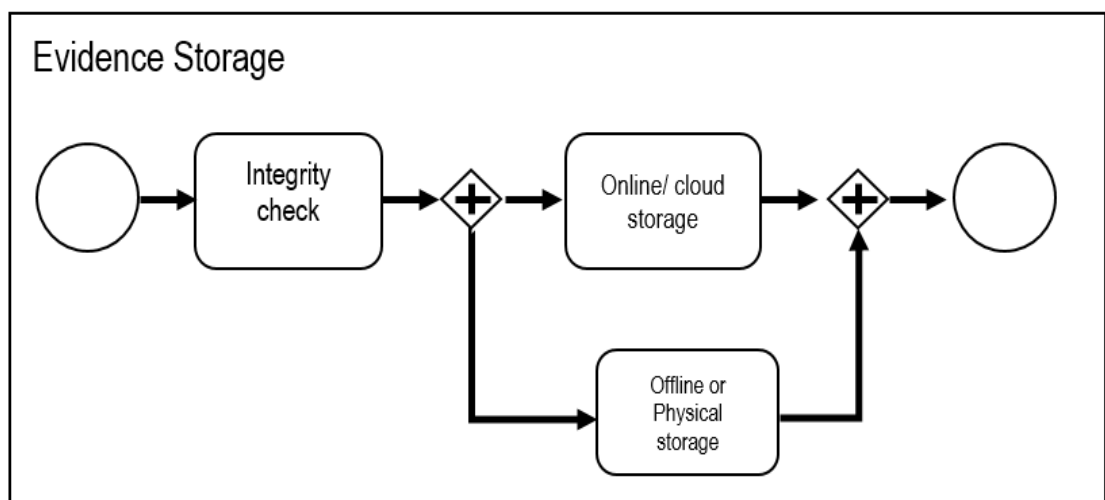 Evidence Storage
Integrity
check
Online/ cloud
storage
Offline or
Physical
storage